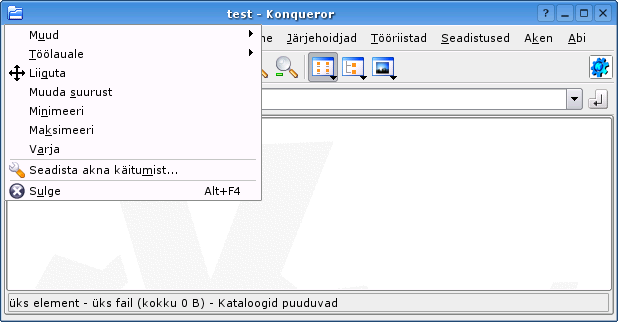 test - Konqueror
Järjehoidjad Tööriistad Seadistused Aken Abi
Muud
Töölauale
Liiguta
Muuda suurust
Minimeeri
Maksimeeri
Varja
Seadista akna käitumist...
Sulge Alt+F4
üks element - üks fail (kokku 0 B) - Kataloogid puuduvad